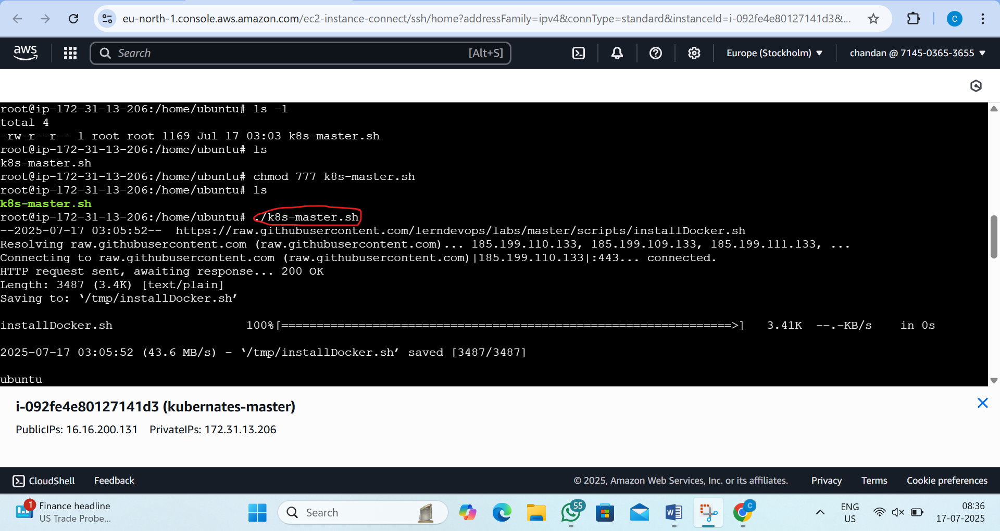 eu-north-1.console.aws.amazon.com/ec2-instance-connect/ssh/home?addressFamily=ipv4&connType=standard&instanceId=i-092fe4e80127141d3&...
C
aws
Search
[Alt+S]
Europe (Stockholm)
chandan @ 7145-0365-3655
root@ip-172-31-13-206:/home/ubuntu# ls -l
total 4
-rw-r--r-- 1 root root 1169 Jul 17 03:03 k8s-master.sh
root@ip-172-31-13-206:/home/ubuntu# ls
k8s-master.sh
root@ip-172-31-13-206:/home/ubuntu# chmod 777 k8s-master.sh
root@ip-172-31-13-206:/home/ubuntu# ls
k8s-master.sh
root@ip-172-31-13-206:/home/ubuntu# ./k8s-master.sh
--2025-07-17 03:05:52--  https://raw.githubusercontent.com/lerndevops/labs/master/scripts/installDocker.sh
Resolving raw.githubusercontent.com (raw.githubusercontent.com)... 185.199.110.133, 185.199.109.133, 185.199.111.133, ...
Connecting to raw.githubusercontent.com (raw.githubusercontent.com)|185.199.110.133|:443... connected.
HTTP request sent, awaiting response... 200 OK
Length: 3487 (3.4K) [text/plain]
Saving to: ‘/tmp/installDocker.sh’
installDocker.sh 100%[================================================================>] 3.41K --.-KB/s in 0s
2025-07-17 03:05:52 (43.6 MB/s) - ‘/tmp/installDocker.sh’ saved [3487/3487]
ubuntu
i-092fe4e80127141d3 (kubernates-master)
PublicIPs: 16.16.200.131 PrivateIPs: 172.31.13.206
CloudShell
Feedback
© 2025, Amazon Web Services, Inc. or its affiliates.
Privacy
Terms
Cookie preferences
1
Finance headline
US Trade Probe...
Search
55
W
C
ENG
US
08:36
17-07-2025